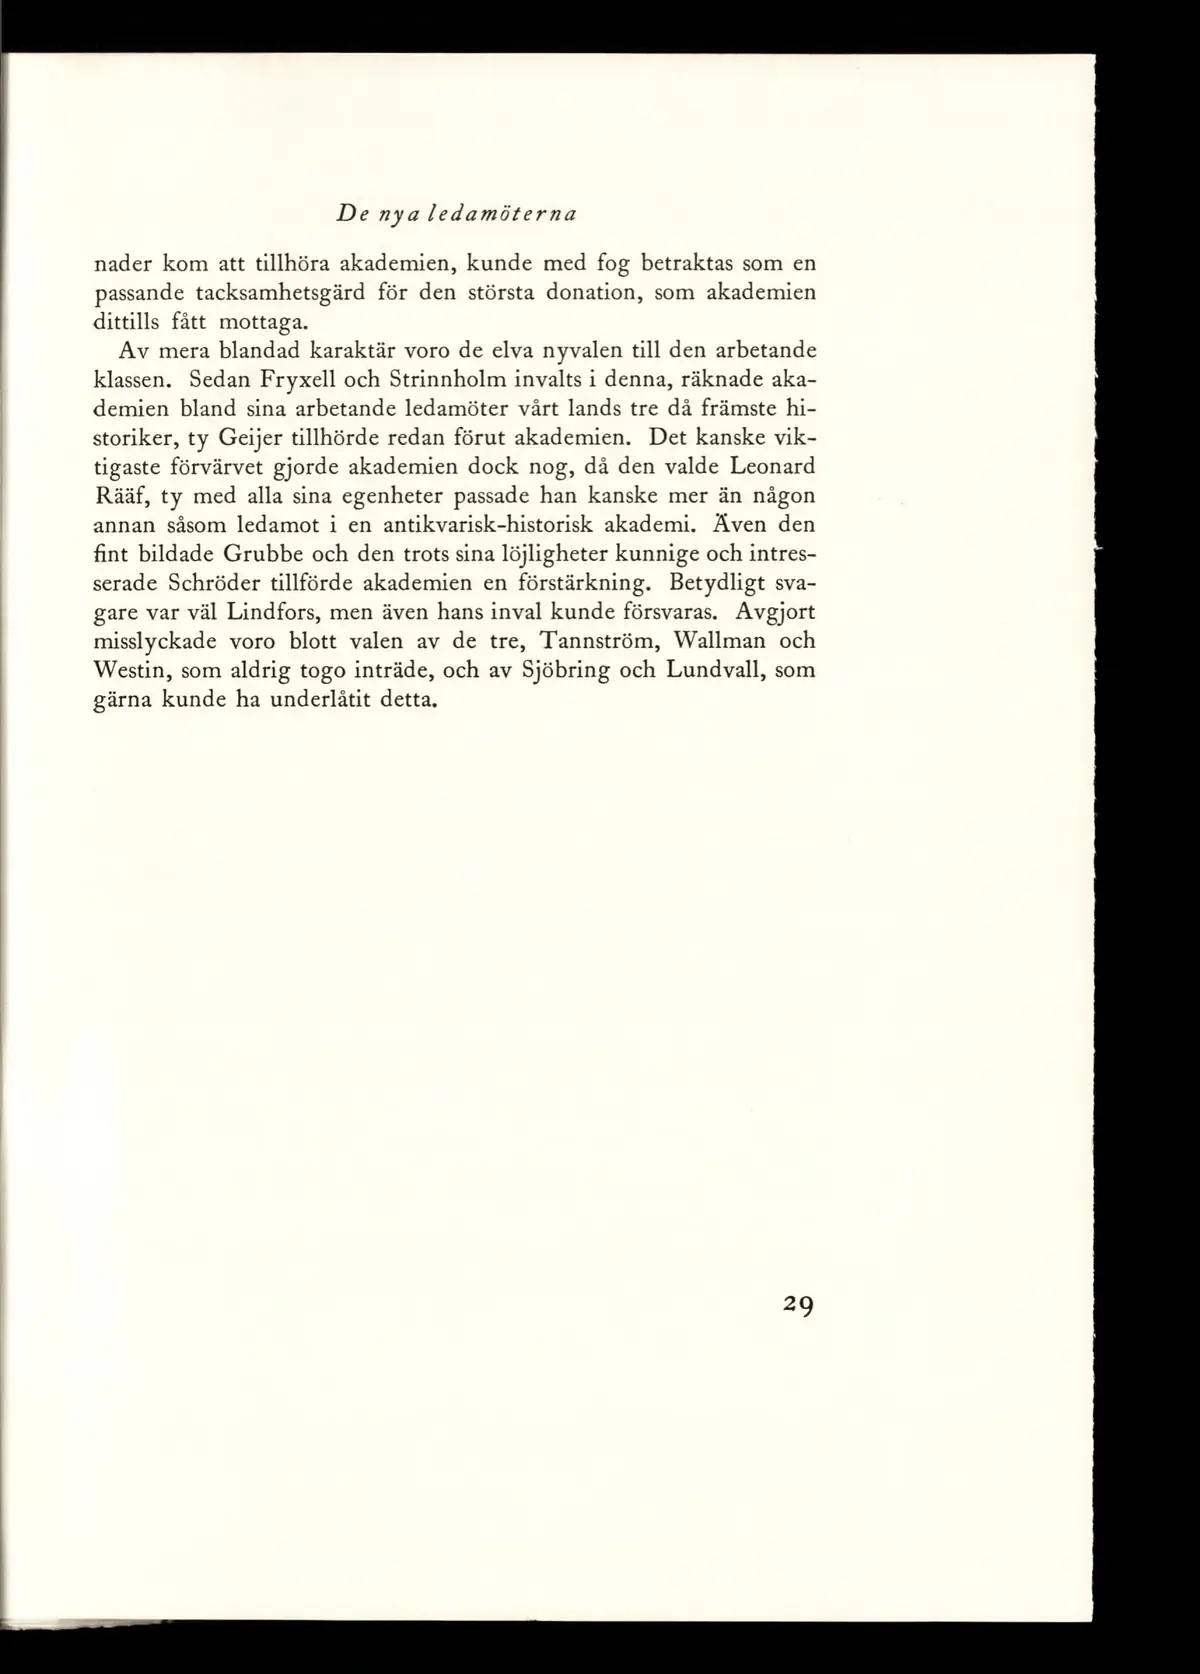 De nya ledamöterna
nader kom att tillhöra akademien, kunde med fog betraktas som en
passande tacksamhetsgärd för den största donation, som akademien
dittills fått mottaga.
Av mera blandad karaktär voro de elva nyvalen till den arbetande
klassen. Sedan Fryxell och Strinnholm invalts i denna, räknade aka-
demien bland sina arbetande ledamöter vårt lands tre då främste hi-
storiker, ty Geijer tillhörde redan förut akademien. Det kanske vik-
tigaste förvärvet gjorde akademien dock nog, då den valde Leonard
Rääf, ty med alla sina egenheter passade han kanske mer än någon
annan såsom ledamot i en antikvarisk-historisk akademi. Även den
fint bildade Grubbe och den trots sina löjligheter kunnige och intres-
serade Schröder tillförde akademien en förstärkning. Betydligt sva-
gare var väl Lindfors, men även hans inval kunde försvaras. Avgjort
misslyckade voro blott valen av de tre, Tannström, Wallman och
Westin, som aldrig togo inträde, och av Sjöbring och Lundvall, som
gärna kunde ha underlåtit detta.
29